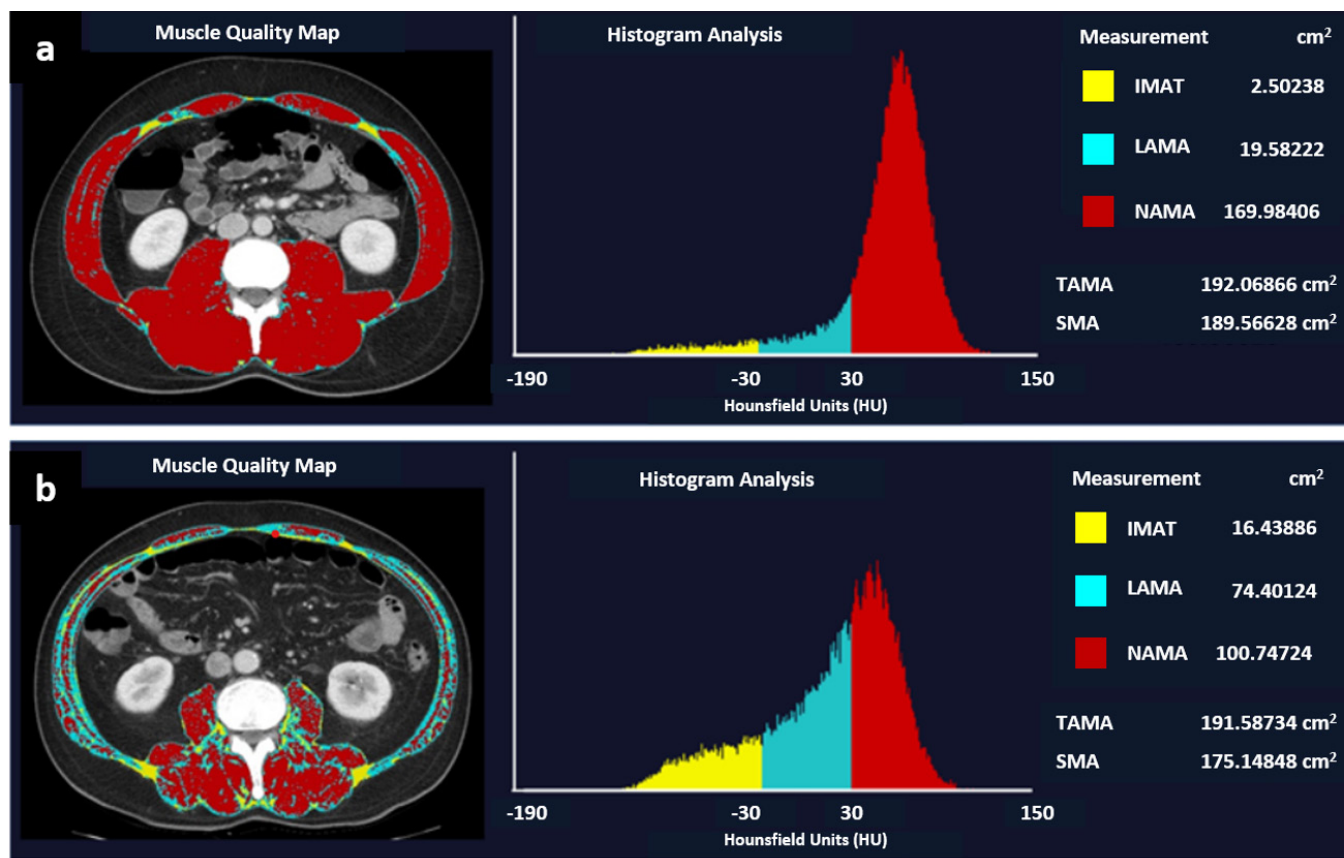 a
Muscle Quality Map
Histogram Analysis
Measurement cm²
IMAT 2.50238
LAMA 19.58222
NAMA 169.98406
TAMA 192.06866 cm²
SMA 189.56628 cm²
-190 -30 30 150
Hounsfield Units (HU)
b
Muscle Quality Map
Histogram Analysis
Measurement cm²
IMAT 16.43886
LAMA 74.40124
NAMA 100.74724
TAMA 191.58734 cm²
SMA 175.14848 cm²
-190 -30 30 150
Hounsfield Units (HU)